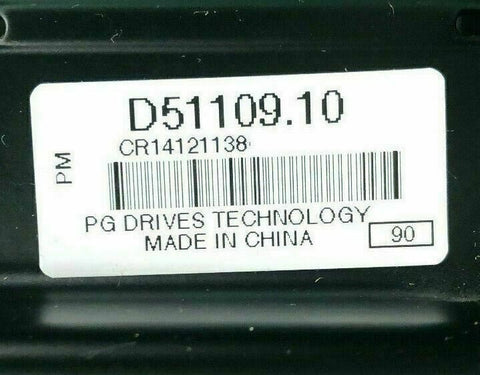 D51109.10
CR14121138
PM
PG DRIVES TECHNOLOGY
MADE IN CHINA
90